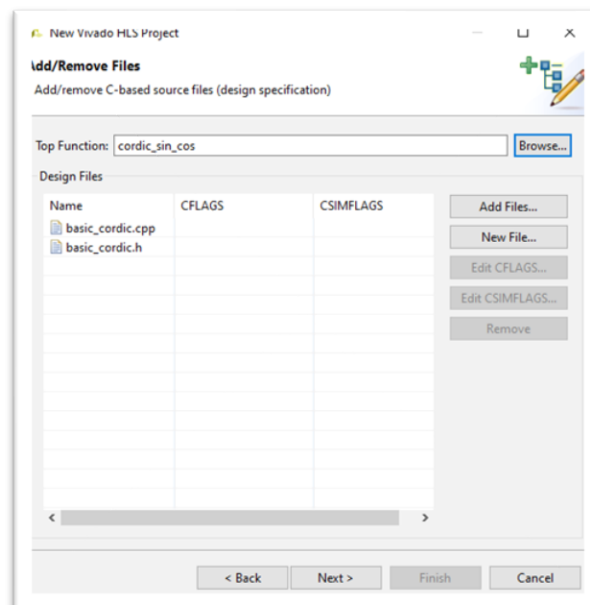 New Vivado HLS Project
Add/Remove Files
Add/remove C-based source files (design specification)
Top Function: cordic_sin_cos Browse...
Design Files
Name CFLAGS CSIMFLAGS
basic_cordic.cpp
basic_cordic.h
Add Files...
New File...
Edit CFLAGS...
Edit CSIMFLAGS...
Remove
< Back Next > Finish Cancel